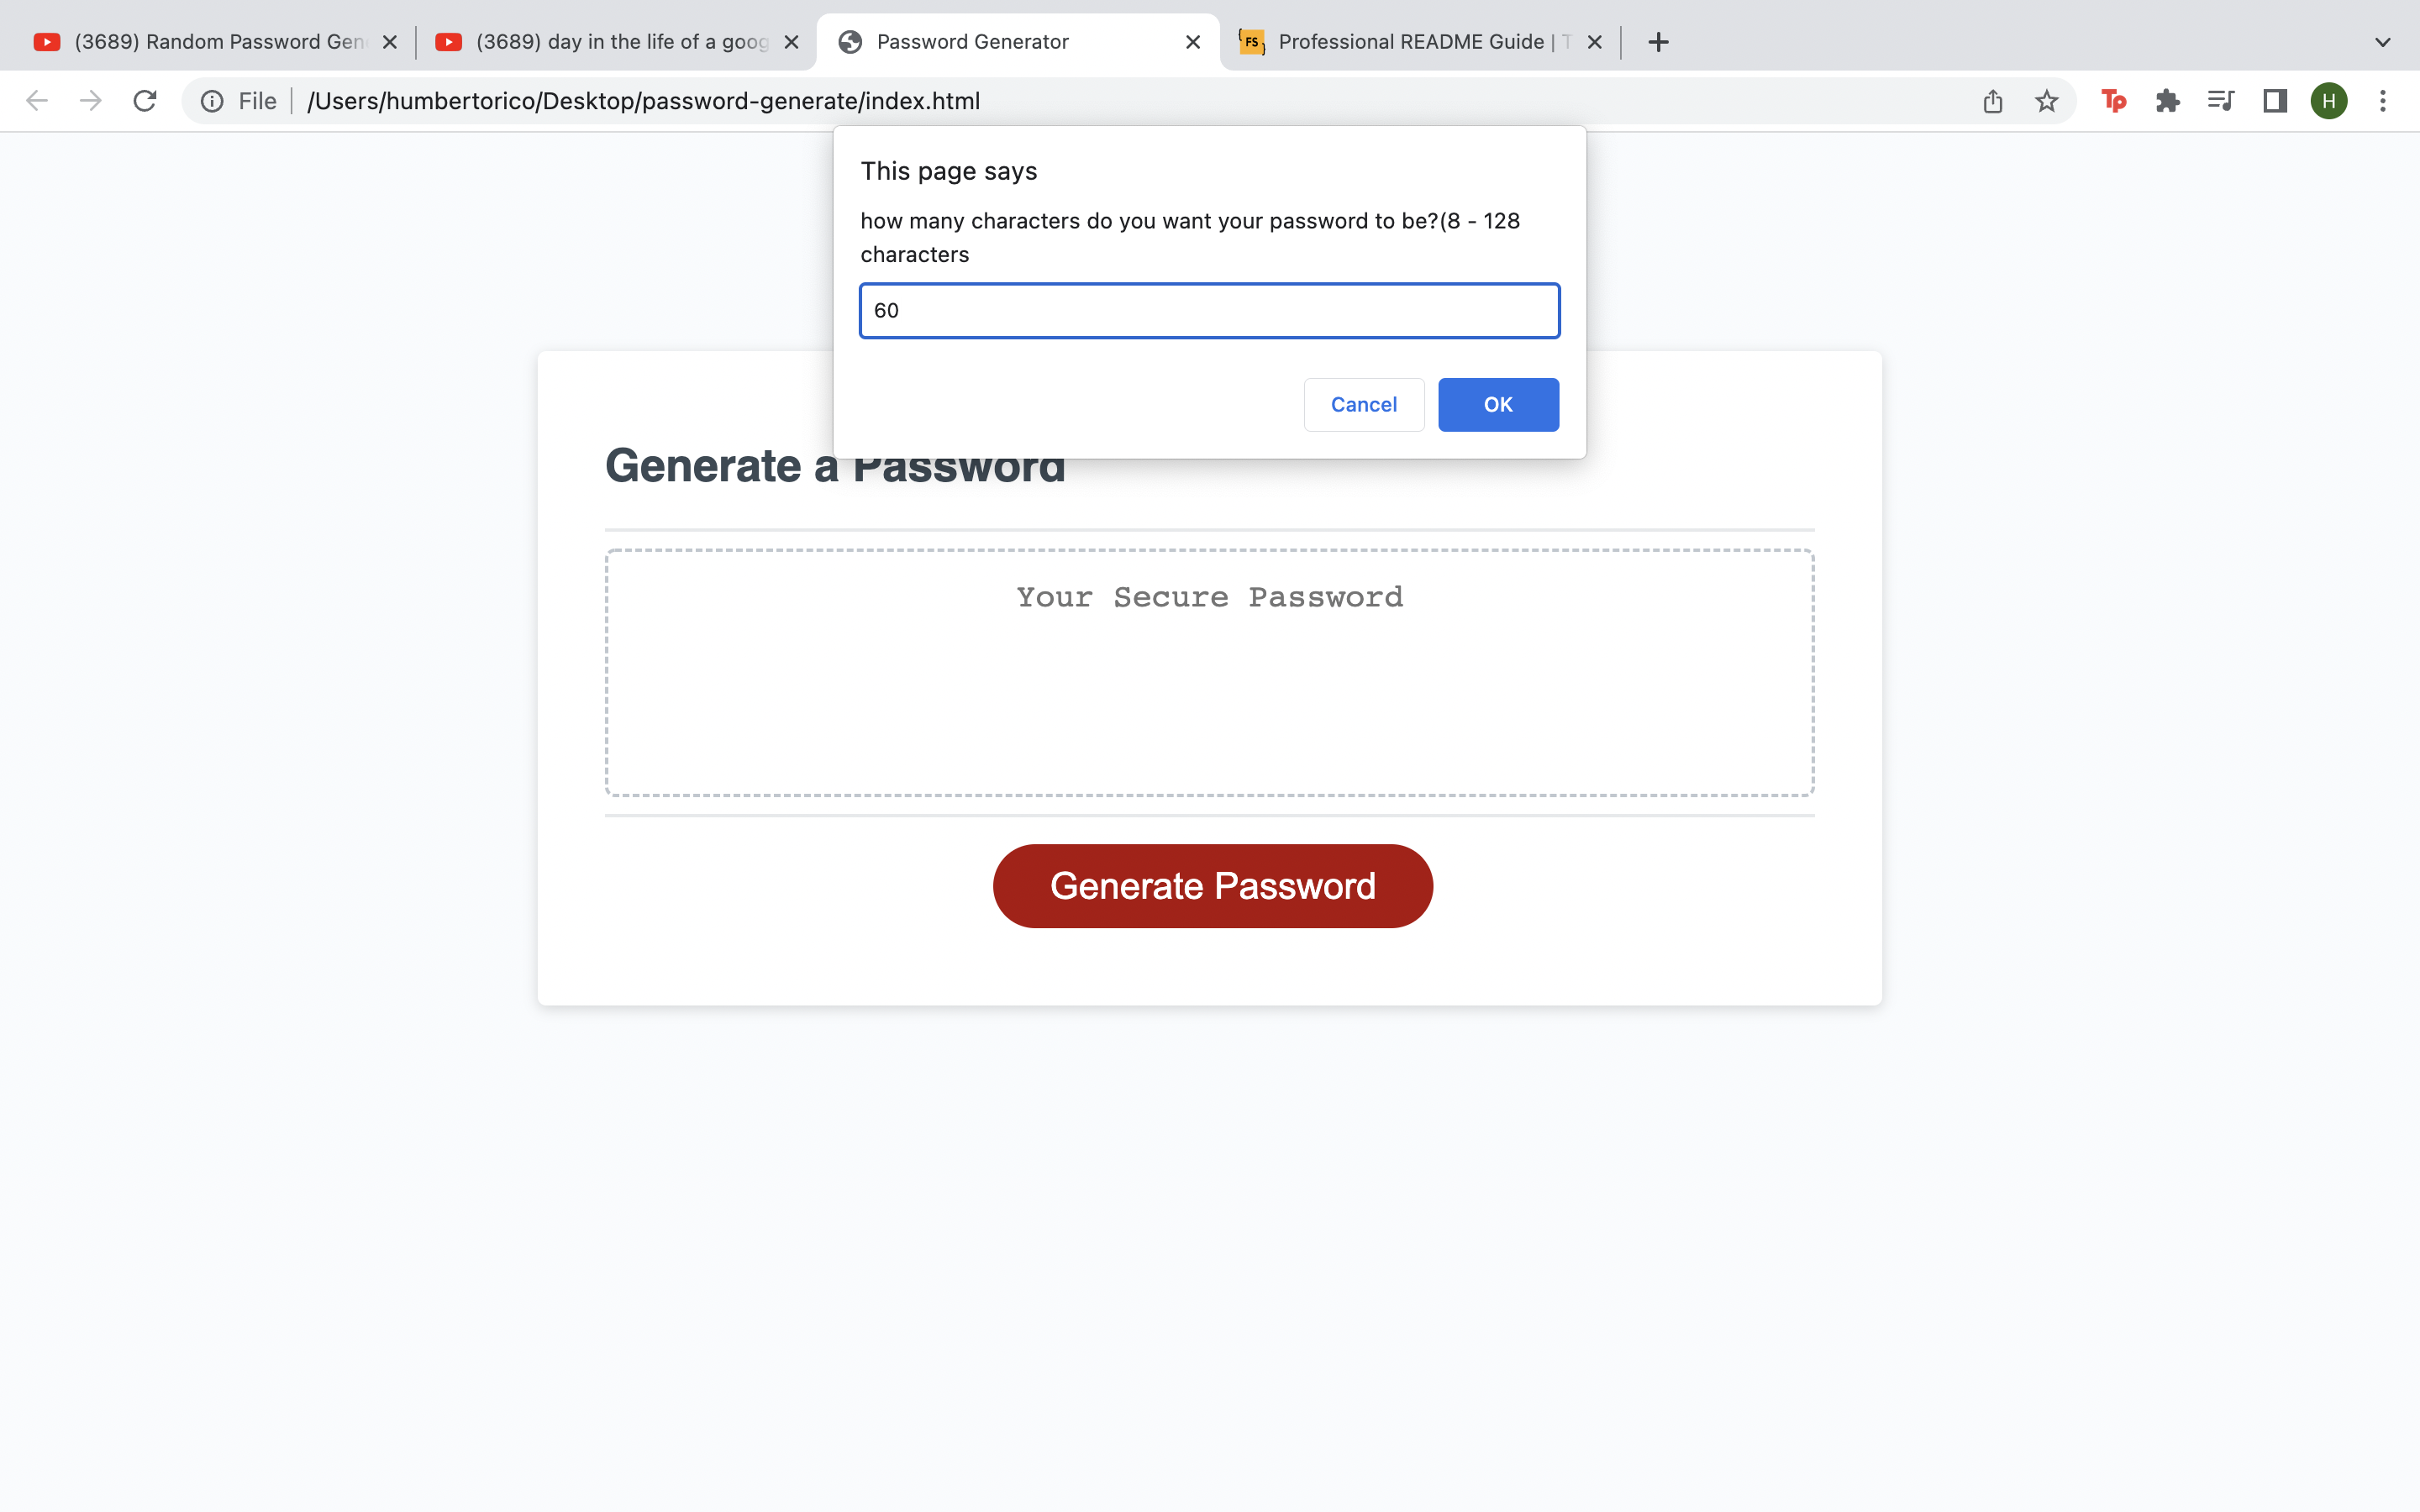 (3689) Random Password Gen
(3689) day in the life of a goog
Password Generator
FS
Professional README Guide | T
File
/Users/humbertorico/Desktop/password-generate/index.html
Tp
H
This page says
how many characters do you want your password to be?(8 - 128
characters
60
Cancel
OK
Generate a Password
Your Secure Password
Generate Password